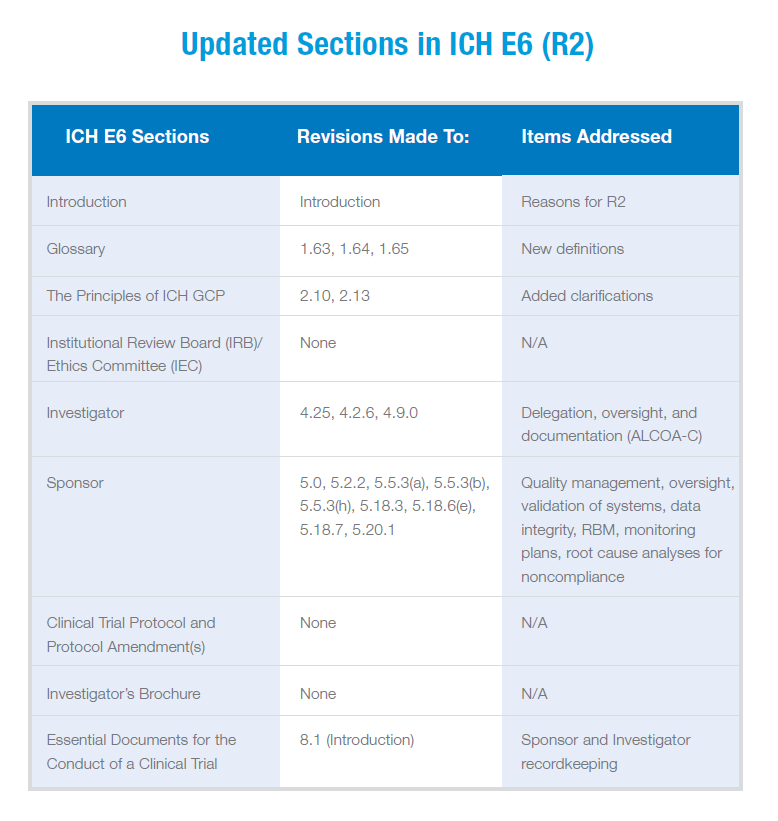 Updated Sections in ICH E6 (R2)
ICH E6 Sections
Revisions Made To:
Items Addressed
Introduction
Introduction
Reasons for R2
Glossary
1.63, 1.64, 1.65
New definitions
The Principles of ICH GCP
2.10, 2.13
Added clarifications
Institutional Review Board (IRB)/
Ethics Committee (IEC)
None
N/A
Investigator
4.25, 4.2.6, 4.9.0
Delegation, oversight, and
documentation (ALCOA-C)
Sponsor
5.0, 5.2.2, 5.5.3(a), 5.5.3(b),
5.5.3(h), 5.18.3, 5.18.6(e),
5.18.7, 5.20.1
Quality management, oversight,
validation of systems, data
integrity, RBM, monitoring
plans, root cause analyses for
noncompliance
Clinical Trial Protocol and
Protocol Amendment(s)
None
N/A
Investigator’s Brochure
None
N/A
Essential Documents for the
Conduct of a Clinical Trial
8.1 (Introduction)
Sponsor and Investigator
recordkeeping